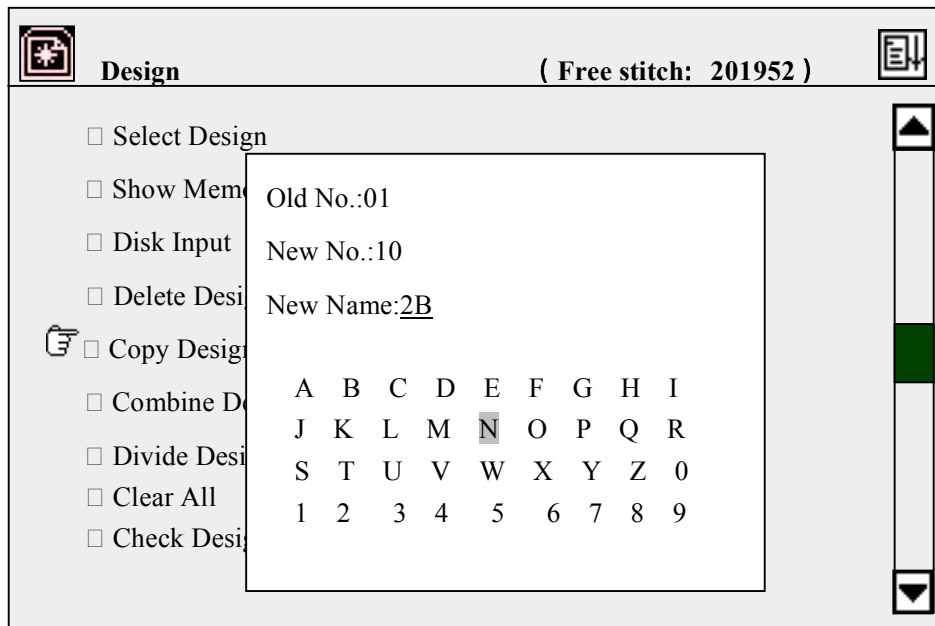 Design (Free stitch: 201952)
Select Design
Show Mem
Disk Input
Delete Desi
Copy Design
Combine D
Divide Desi
Clear All
Check Desi
Old No.:01
New No.:10
New Name:2B
A B C D E F G H I
J K L M N O P Q R
S T U V W X Y Z 0
1 2 3 4 5 6 7 8 9